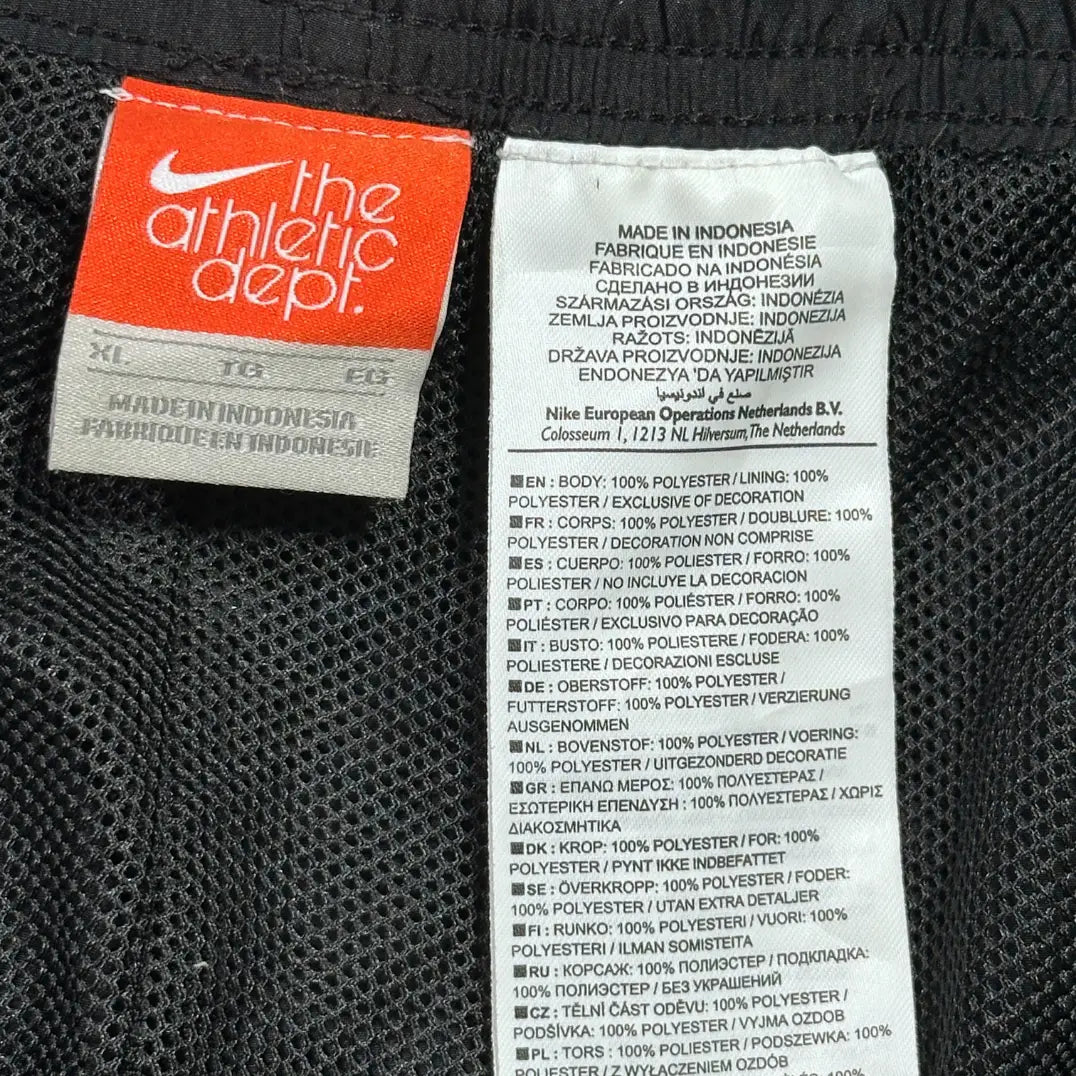 the
athletic
dept.
XL TG EG
MADE IN INDONESIA
FABRIQUE EN INDONESIE
MADE IN INDONESIA
FABRIQUE EN INDONESIE
FABRICADO NA INDONÉSIA
СДЕЛАНО В ИНДОНЕЗИИ
SZÁRMAZÁSI ORSZÁG: INDONÉZIA
ZEMLJA PROIZVODNJE: INDONEZIJA
RAŽOTS: INDONĒZIJĀ
DRŽAVA PROIZVODNJE: INDONEZIJA
ENDONEZYA 'DA YAPILMIŞTIR
صنع في اندونيسيا
Nike European Operations Netherlands B.V.
Colosseum 1, 1213 NL Hilversum, The Netherlands
EN : BODY: 100% POLYESTER / LINING: 100%
POLYESTER / EXCLUSIVE OF DECORATION
FR : CORPS: 100% POLYESTER / DOUBLURE: 100%
POLYESTER / DECORATION NON COMPRISE
ES : CUERPO: 100% POLIESTER / FORRO: 100%
POLIESTER / NO INCLUYE LA DECORACION
PT : CORPO: 100% POLIÉSTER / FORRO: 100%
POLIÉSTER / EXCLUSIVO PARA DECORAÇÃO
IT : BUSTO: 100% POLIESTERE / FODERA: 100%
POLIESTERE / DECORAZIONI ESCLUSE
DE : OBERSTOFF: 100% POLYESTER /
FUTTERSTOFF: 100% POLYESTER / VERZIERUNG
AUSGENOMMEN
NL : BOVENSTOF: 100% POLYESTER / VOERING:
100% POLYESTER / UITGEZONDERD DECORATIE
GR : ΕΠΑΝΩ ΜΕΡΟΣ: 100% ΠΟΛΥΕΣΤΕΡΑΣ /
ΕΣΩΤΕΡΙΚΗ ΕΠΕΝΔΥΣΗ : 100% ΠΟΛΥΕΣΤΕΡΑΣ / ΧΩΡΙΣ
ΔΙΑΚΟΣΜΗΤΙΚΑ
DK : KROP: 100% POLYESTER / FOR: 100%
POLYESTER / PYNT IKKE INDBEFATTET
SE : ÖVERKROPP: 100% POLYESTER / FODER:
100% POLYESTER / UTAN EXTRA DETALJER
FI : RUNKO: 100% POLYESTERI / VUORI: 100%
POLYESTERI / ILMAN SOMISTEITA
RU : КОРСАЖ: 100% ПОЛИЭСТЕР / ПОДКЛАДКА:
100% ПОЛИЭСТЕР / БЕЗ УКРАШЕНИЙ
CZ : TĚLNÍ ČÁST ODĚVU: 100% POLYESTER /
PODŠÍVKA: 100% POLYESTER / VYJMA OZDOB
PL : TORS : 100% POLIESTER / PODSZEWKA: 100%
POLIESTER / Z WYŁĄCZENIEM OZDÓB
100%